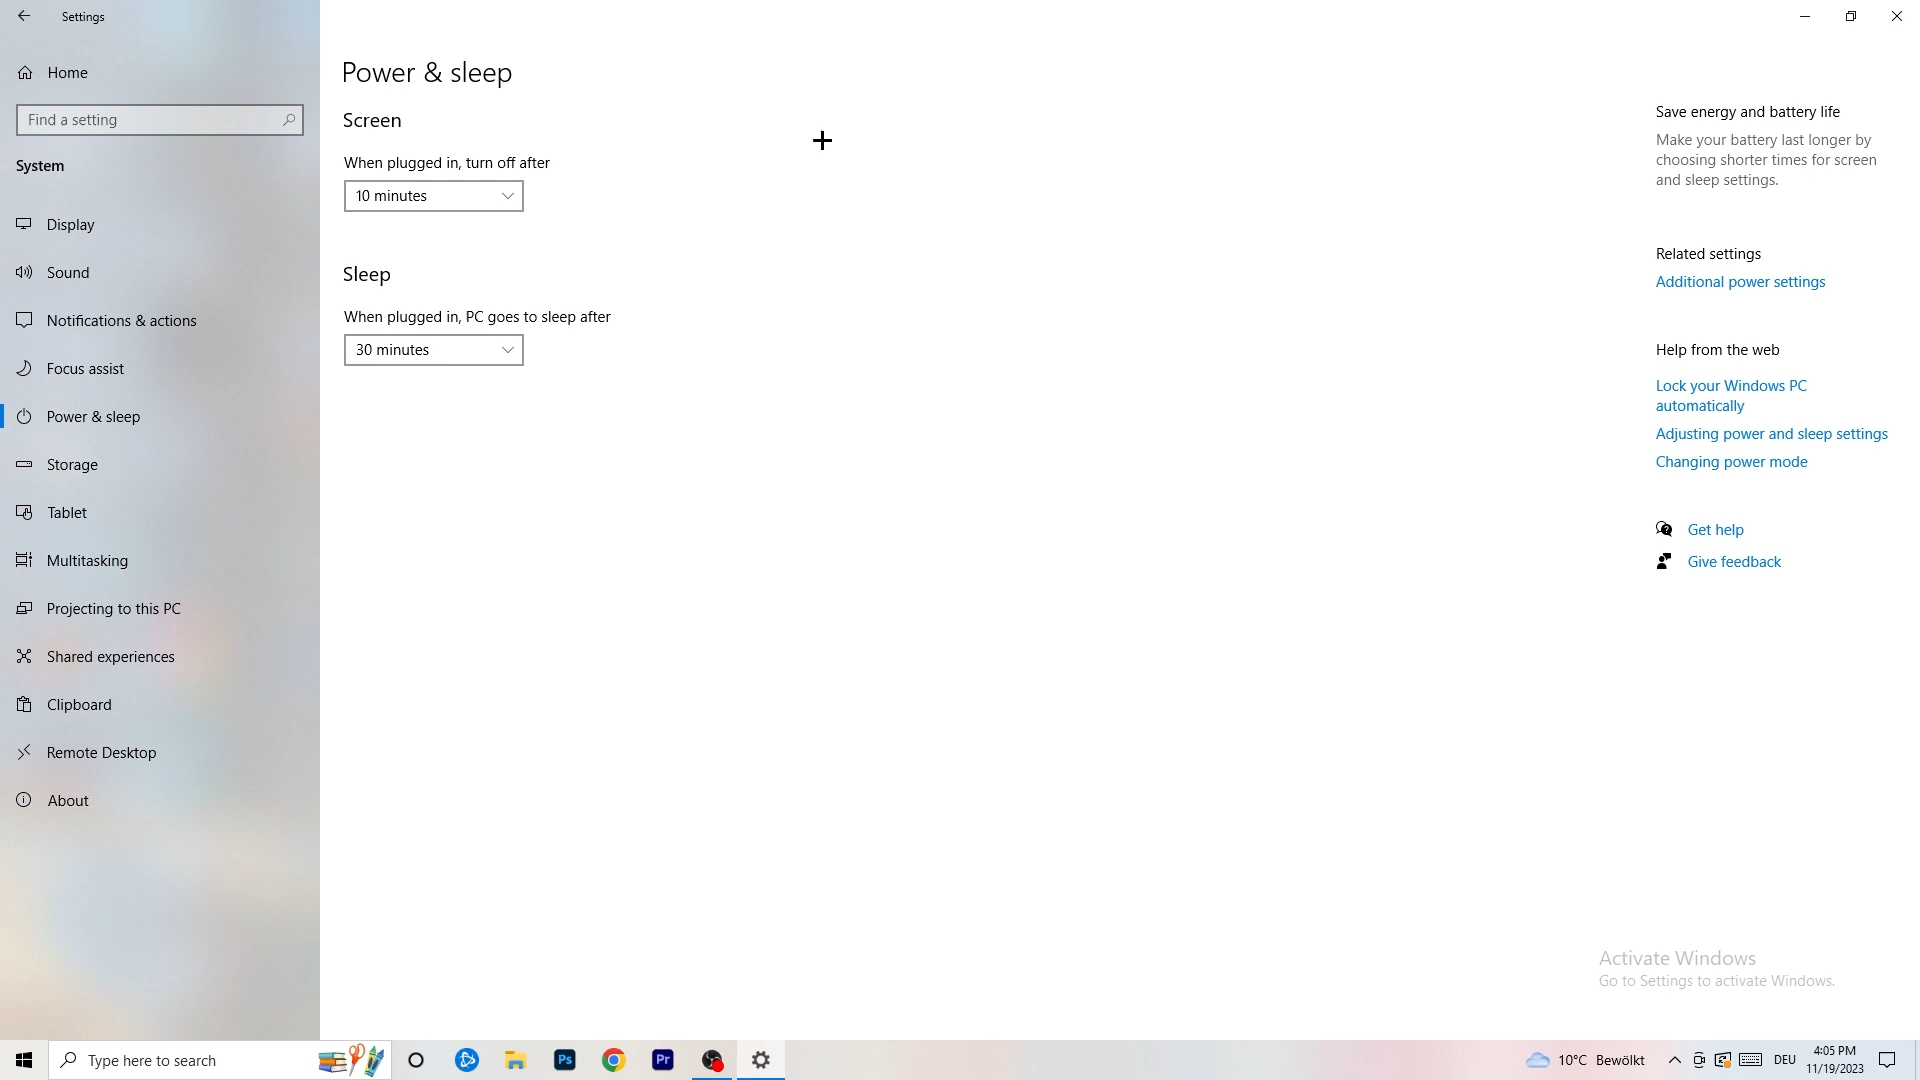 Settings
Home
Find a setting
System
Display
Sound
Notifications & actions
Focus assist
Power & sleep
Storage
Tablet
Multitasking
Projecting to this PC
Shared experiences
Clipboard
Remote Desktop
About
Power & sleep
Screen
When plugged in, turn off after
10 minutes
Sleep
When plugged in, PC goes to sleep after
30 minutes
Save energy and battery life
Make your battery last longer by
choosing shorter times for screen
and sleep settings.
Related settings
Additional power settings
Help from the web
Lock your Windows PC
automatically
Adjusting power and sleep settings
Changing power mode
Get help
Give feedback
Activate Windows
Go to Settings to activate Windows.
Type here to search
Ps
Pr
10°C Bewölkt
DEU
4:05 PM
11/19/2023